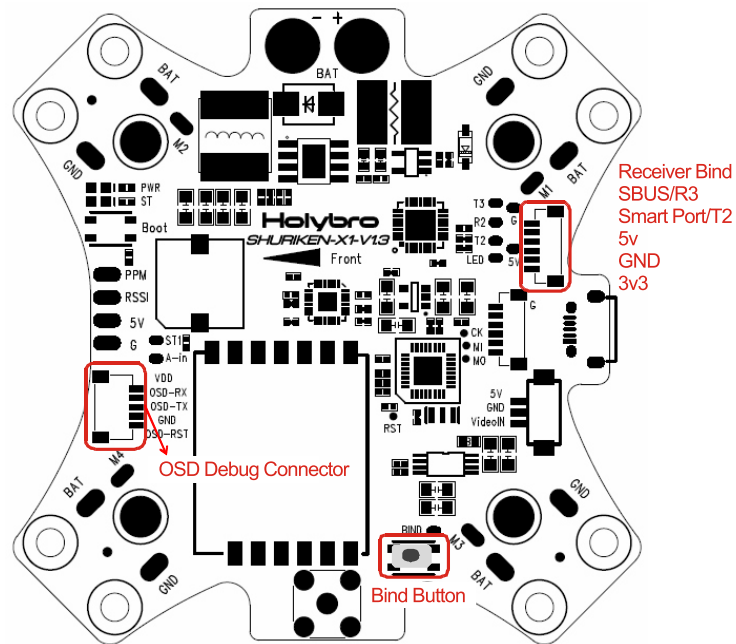 - +
BAT
BAT
GND
M2
GND
BAT
M1
PWR
ST
Boot
Holybro
SHURIKEN-X1-V1.3
Front
T3
R2
T2
LED
G
5V
Receiver Bind
SBUS/R3
Smart Port/T2
5v
GND
3v3
PPM
RSSI
5V
G
ST1
A-in
G
CK
MI
MO
VDD
OSD-RX
OSD-TX
GND
OSD-RST
5V
GND
VideoIN
RST
OSD Debug Connector
M4
BAT
GND
BIND
M3
GND
BAT
Bind Button